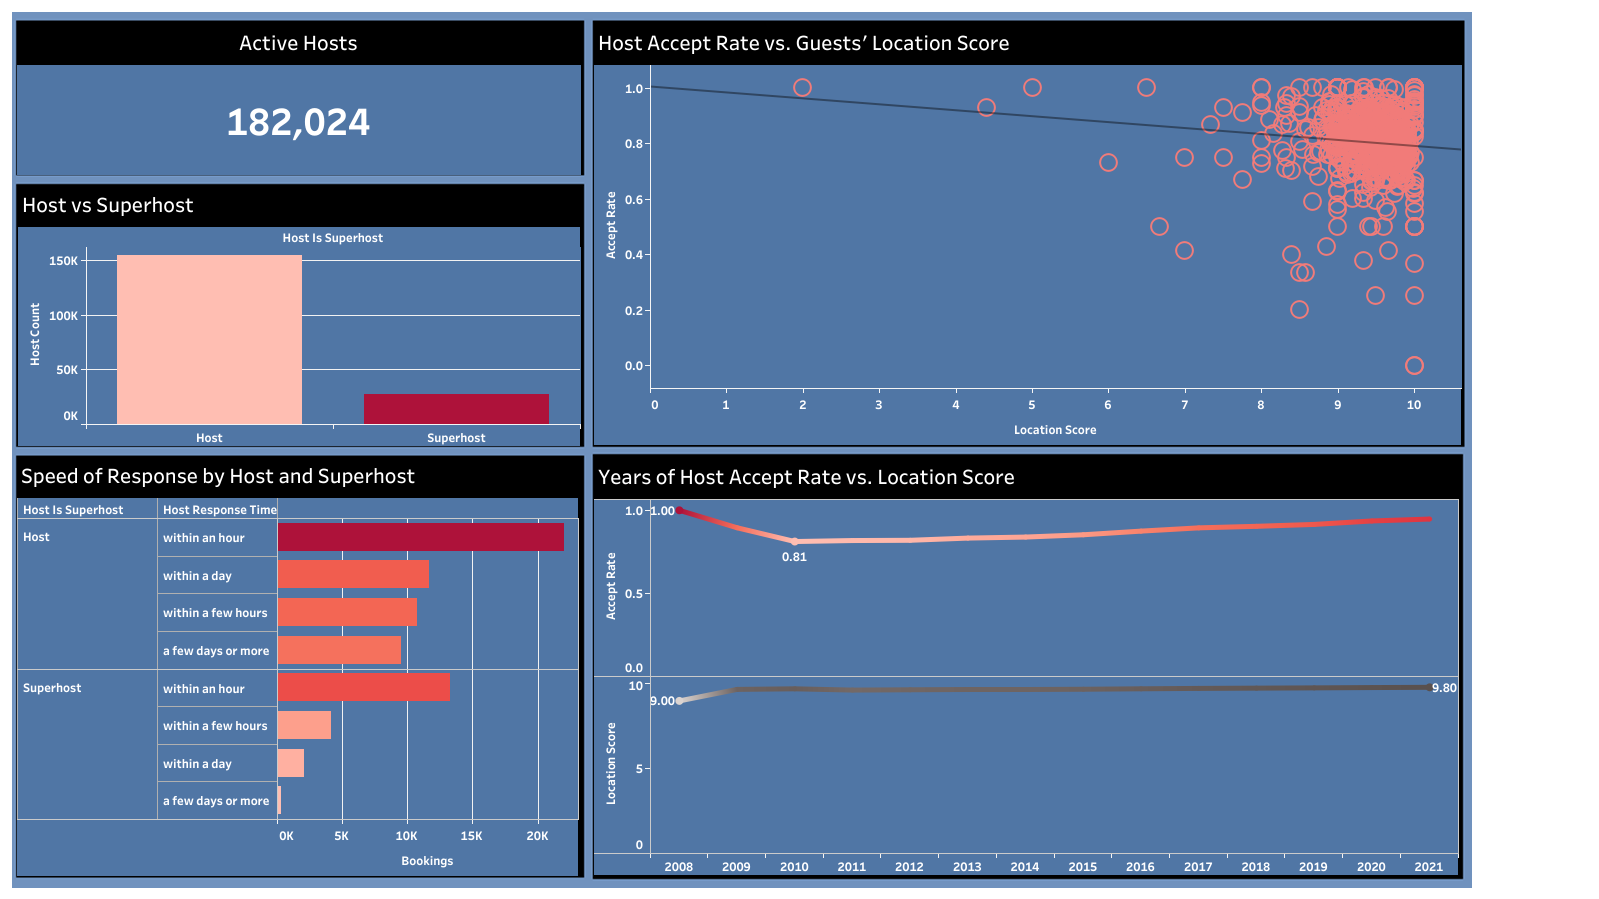 Active Hosts
182,024
Host vs Superhost
Host Is Superhost
Host Count
150K
100K
50K
0K
Host Superhost
Speed of Response by Host and Superhost
Host Is Superhost Host Response Time
Host within an hour
within a day
within a few hours
a few days or more
Superhost within an hour
within a few hours
within a day
a few days or more
0K 5K 10K 15K 20K
Bookings
Host Accept Rate vs. Guests’ Location Score
Accept Rate
1.0
0.8
0.6
0.4
0.2
0.0
0 1 2 3 4 5 6 7 8 9 10
Location Score
Years of Host Accept Rate vs. Location Score
Accept Rate
1.0 1.00
0.81
0.5
0.0
Location Score
10
9.00 9.80
5
0
2008 2009 2010 2011 2012 2013 2014 2015 2016 2017 2018 2019 2020 2021